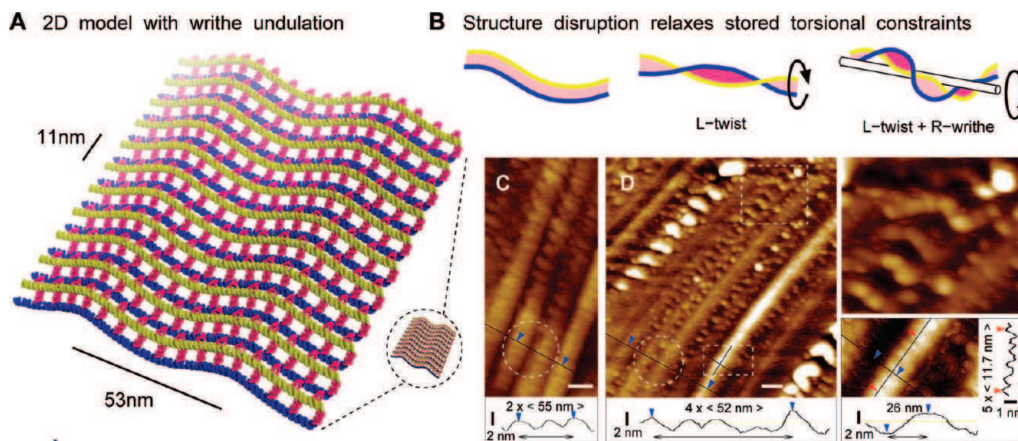 A 2D model with writhe undulation
11nm
53nm
B Structure disruption relaxes stored torsional constraints
L-twist
L-twist + R-writhe
C
D
2 x < 55 nm >
2 nm
4 x < 52 nm >
2 nm
26 nm
2 nm
5 x < 11.7 nm >
1 nm